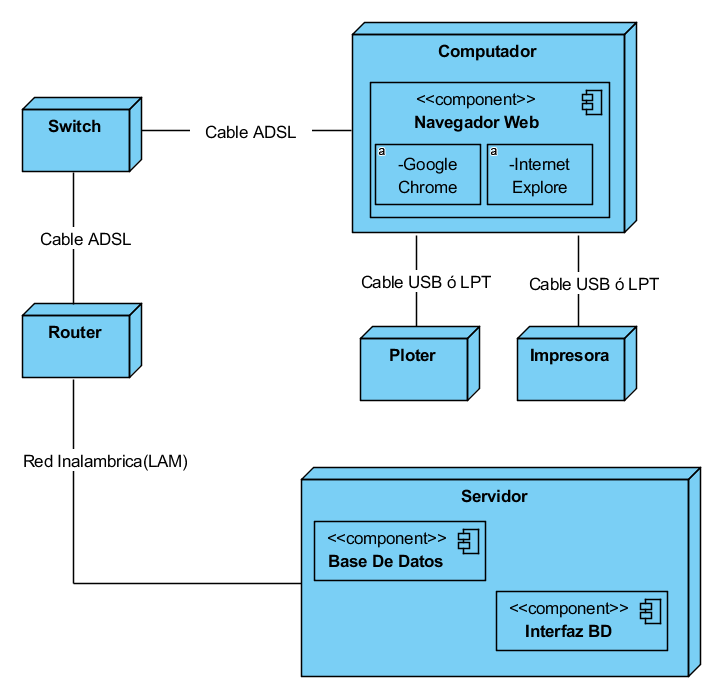 Computador
<<component>>
Navegador Web
a
-Google
Chrome
a
-Internet
Explore
Switch
Cable ADSL
Cable ADSL
Cable USB ó LPT
Cable USB ó LPT
Router
Ploter
Impresora
Red Inalambrica(LAM)
Servidor
<<component>>
Base De Datos
<<component>>
Interfaz BD